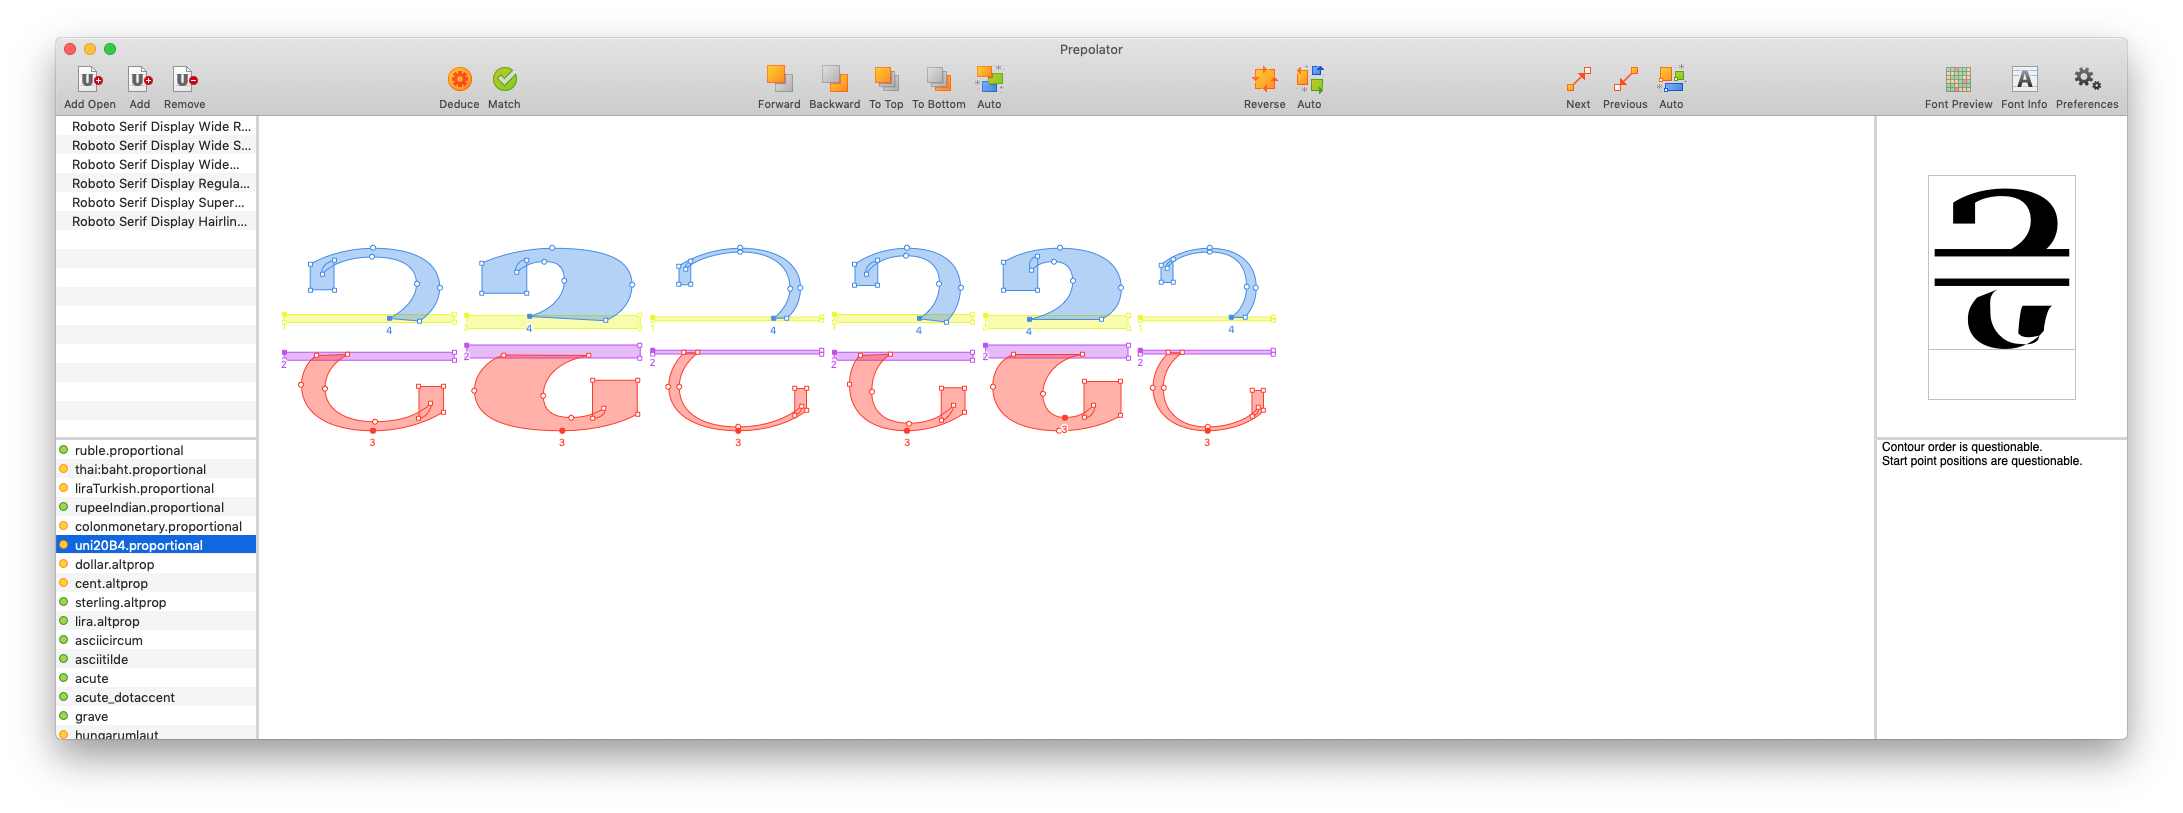 Prepolator
Add Open Add Remove Deduce Match Forward Backward To Top To Bottom Auto Reverse Auto Next Previous Auto Font Preview Font Info Preferences
Roboto Serif Display Wide R...
Roboto Serif Display Wide S...
Roboto Serif Display Wide...
Roboto Serif Display Regula...
Roboto Serif Display Super...
Roboto Serif Display Hairlin...
ruble.proportional
thai:baht.proportional
liraTurkish.proportional
rupeeIndian.proportional
colonmonetary.proportional
uni20B4.proportional
dollar.altprop
cent.altprop
sterling.altprop
lira.altprop
asciicircum
asciitilde
acute
acute_dotaccent
grave
hungarumlaut
1 4 1 4 1 4 1 4 1 4 1 4
2 2 2 2 2 2
3 3 3 3 3 3
Contour order is questionable.
Start point positions are questionable.